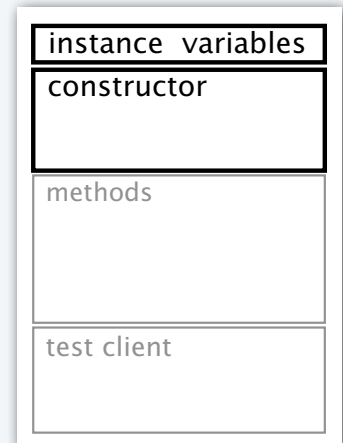 instance variables
constructor
methods
test client